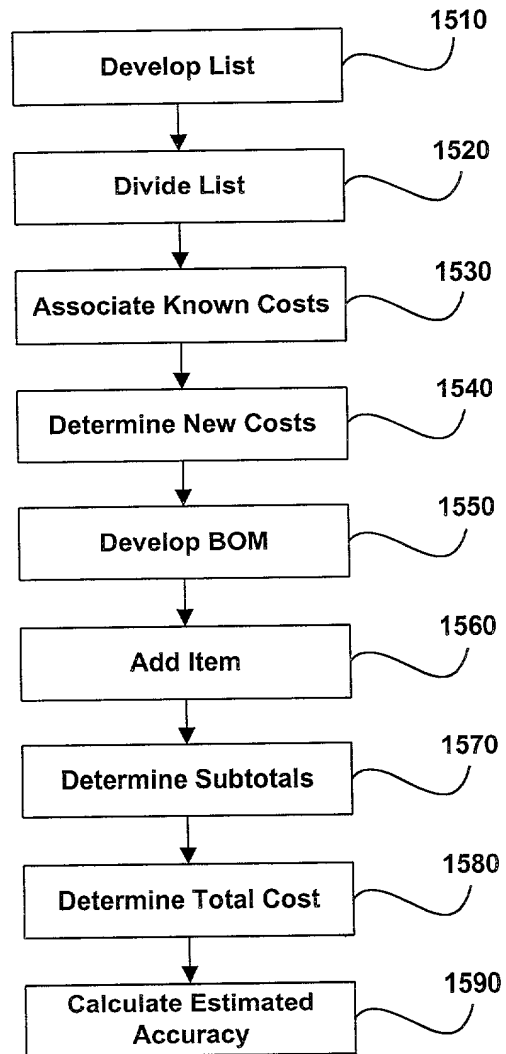 1510
Develop List
1520
Divide List
1530
Associate Known Costs
1540
Determine New Costs
1550
Develop BOM
1560
Add Item
1570
Determine Subtotals
1580
Determine Total Cost
1590
Calculate Estimated
Accuracy